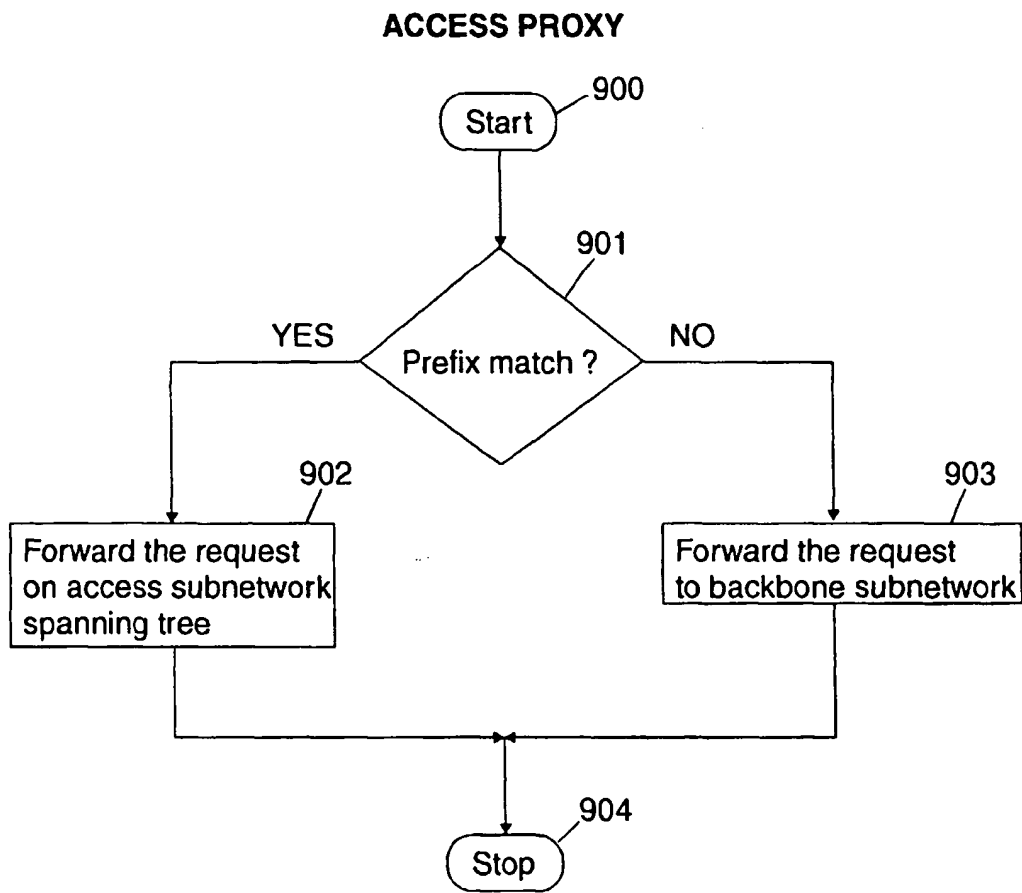 ACCESS PROXY
900
Start
901
YES
NO
Prefix match ?
902
903
Forward the request
on access subnetwork
spanning tree
Forward the request
to backbone subnetwork
904
Stop